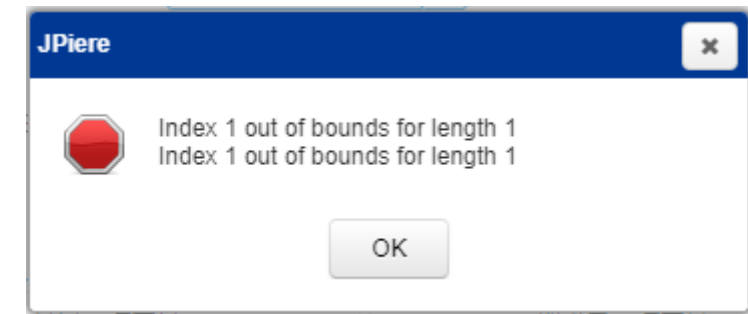 JPiere
Index 1 out of bounds for length 1
Index 1 out of bounds for length 1
OK